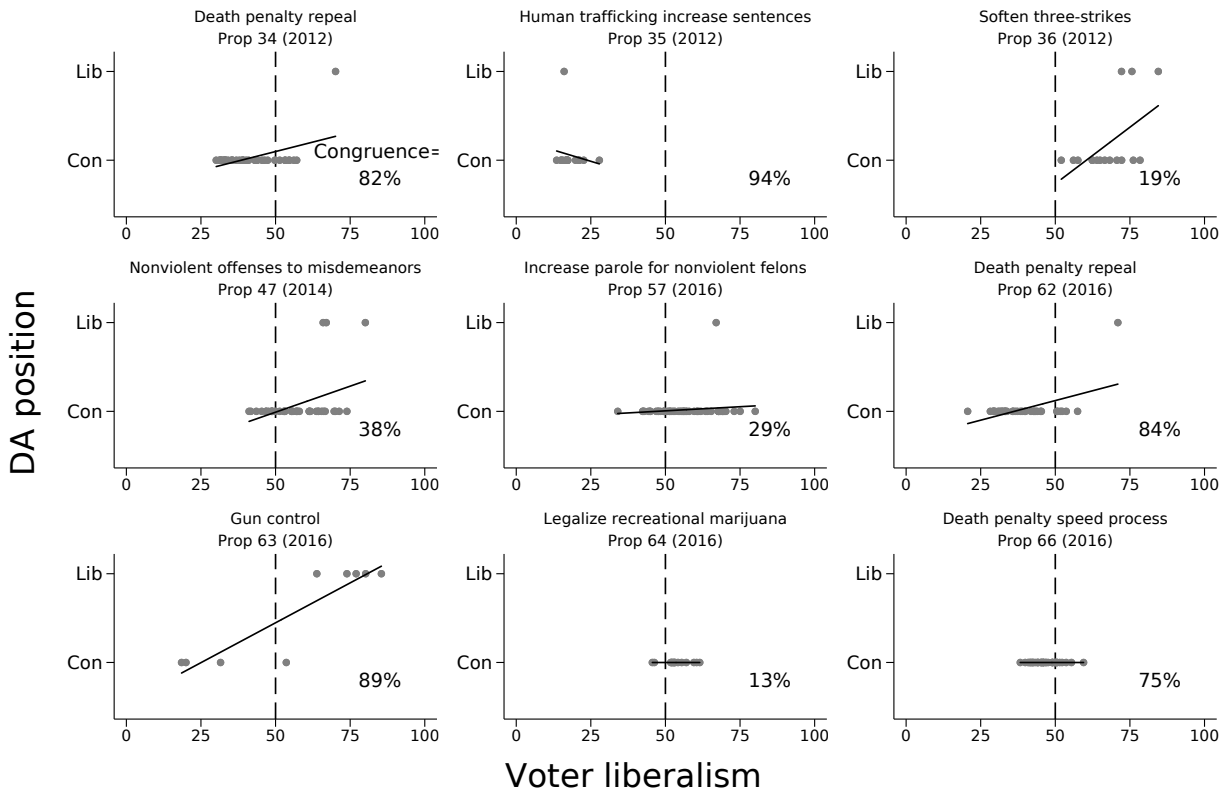 Death penalty repeal
Prop 34 (2012)
Lib
Con
Congruence=
82%
0 25 50 75 100
Human trafficking increase sentences
Prop 35 (2012)
Lib
Con
94%
0 25 50 75 100
Soften three-strikes
Prop 36 (2012)
Lib
Con
19%
0 25 50 75 100
Nonviolent offenses to misdemeanors
Prop 47 (2014)
Lib
Con
38%
0 25 50 75 100
Increase parole for nonviolent felons
Prop 57 (2016)
Lib
Con
29%
0 25 50 75 100
Death penalty repeal
Prop 62 (2016)
Lib
Con
84%
0 25 50 75 100
Gun control
Prop 63 (2016)
Lib
Con
89%
0 25 50 75 100
Legalize recreational marijuana
Prop 64 (2016)
Lib
Con
13%
0 25 50 75 100
Death penalty speed process
Prop 66 (2016)
Lib
Con
75%
0 25 50 75 100
DA position
Voter liberalism